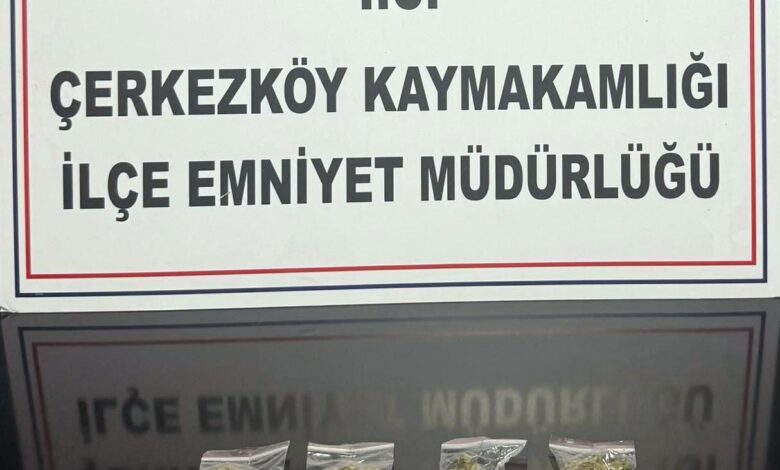 ÇERKEZKÖY KAYMAKAMLIĞI
İLÇE EMNİYET MÜDÜRLÜĞÜ